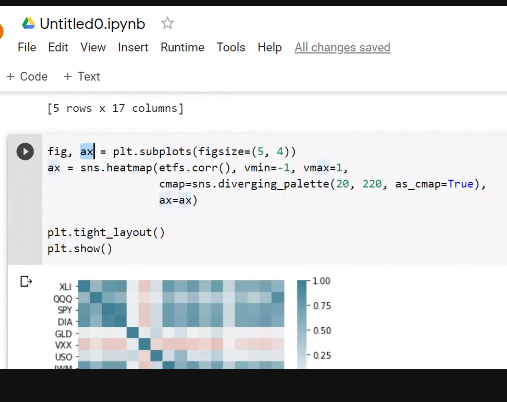 Untitled0.ipynb
File Edit View Insert Runtime Tools Help All changes saved
+ Code + Text
[5 rows x 17 columns]
fig, ax = plt.subplots(figsize=(5, 4))
ax = sns.heatmap(etfs.corr(), vmin=-1, vmax=1,
cmap=sns.diverging_palette(20, 220, as_cmap=True),
ax=ax)
plt.tight_layout()
plt.show()
XLI
QQQ
SPY
DIA
GLD
VXX
USO
IWM
1.00
0.75
0.50
0.25